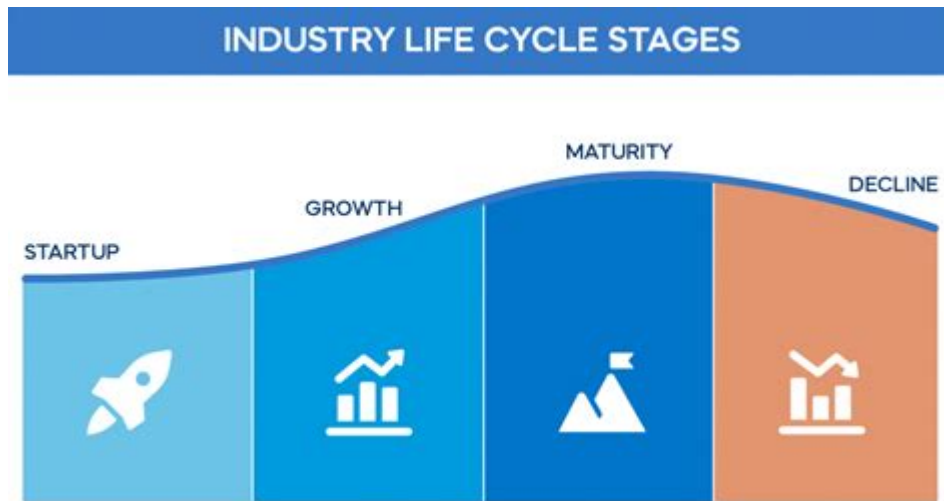 INDUSTRY LIFE CYCLE STAGES
STARTUP
GROWTH
MATURITY
DECLINE